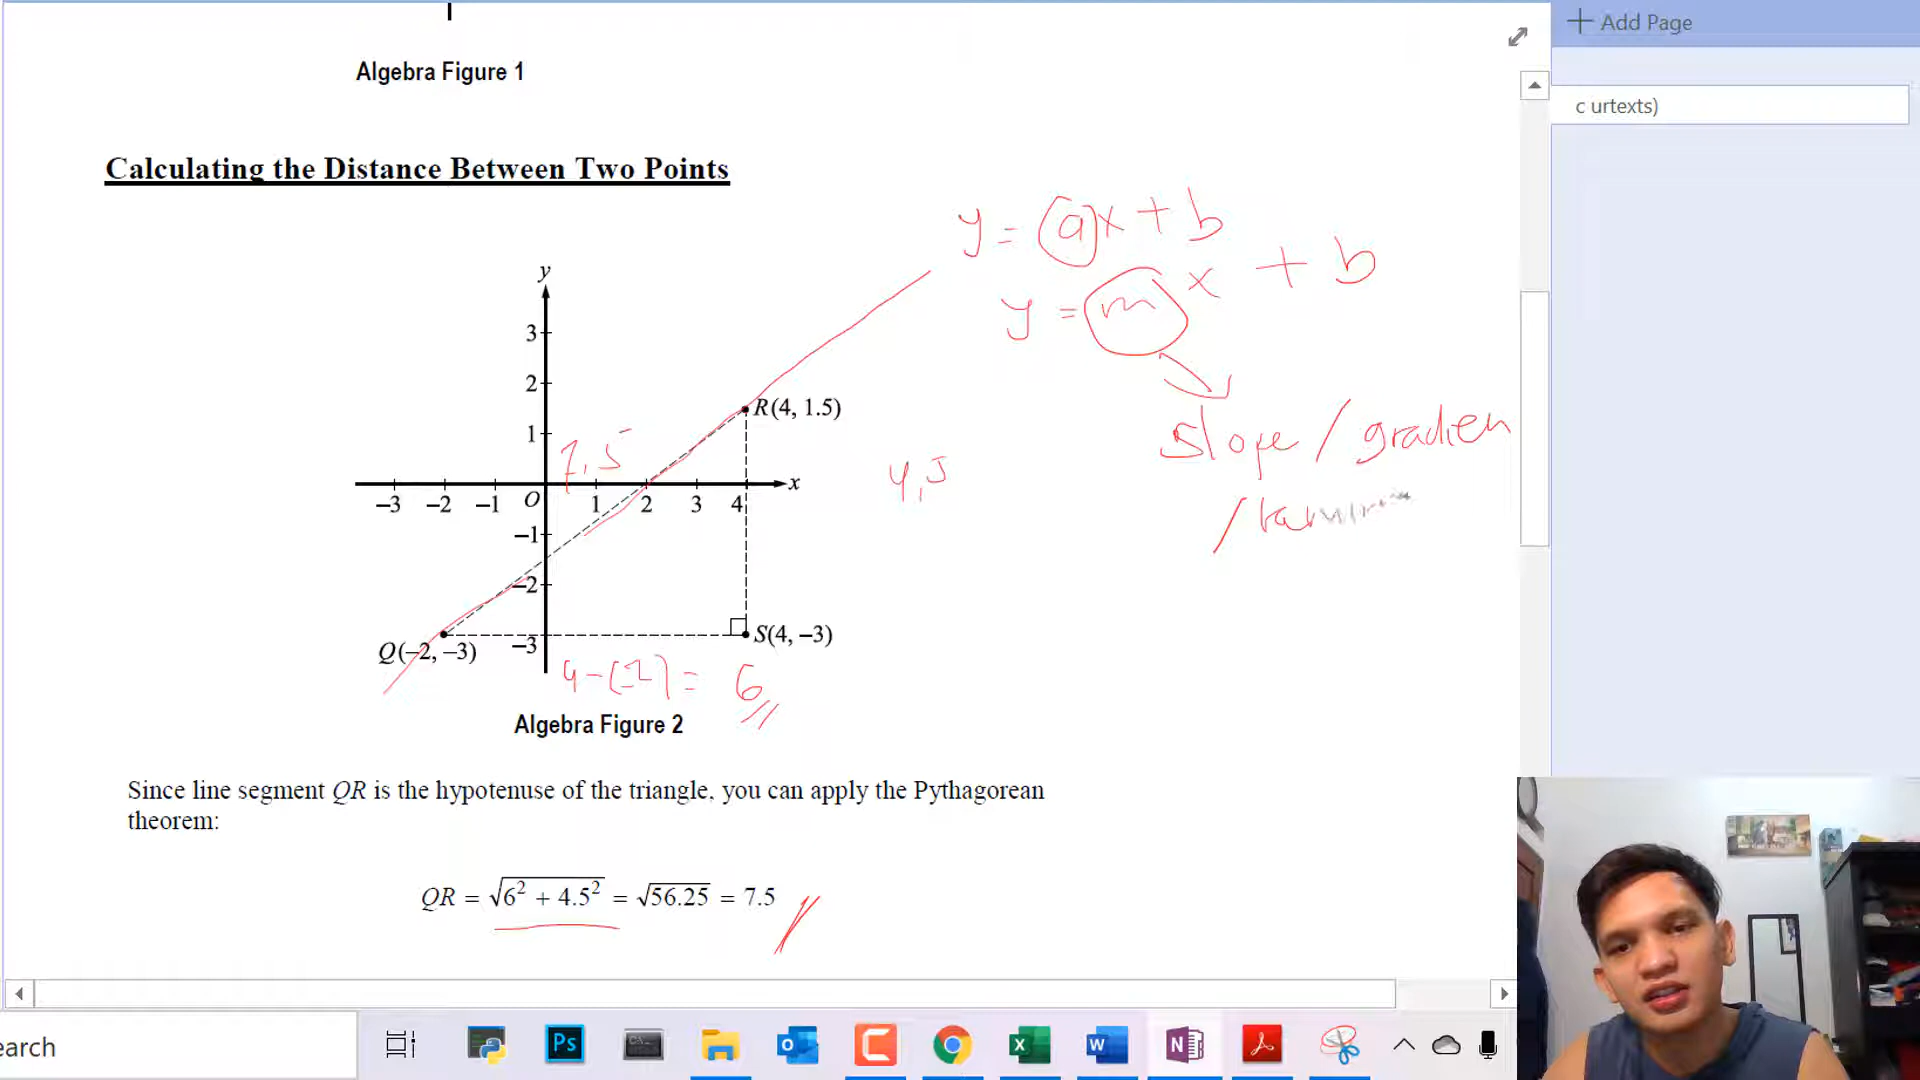 Add Page
Algebra Figure 1
c urtexts)
Calculating the Distance Between Two Points
y = ax + b
y = mx + b
y
3
2
R(4, 1.5)
1
7,5
slope / gradien
4,5
−3 −2 −1 O 1 2 3 4 x
/
−1
−2
Q(−2, −3)
−3
S(4, −3)
4-(-2) = 6
Algebra Figure 2
Since line segment QR is the hypotenuse of the triangle, you can apply the Pythagorean
theorem:
QR = √6² + 4.5² = √56.25 = 7.5
earch
Ps